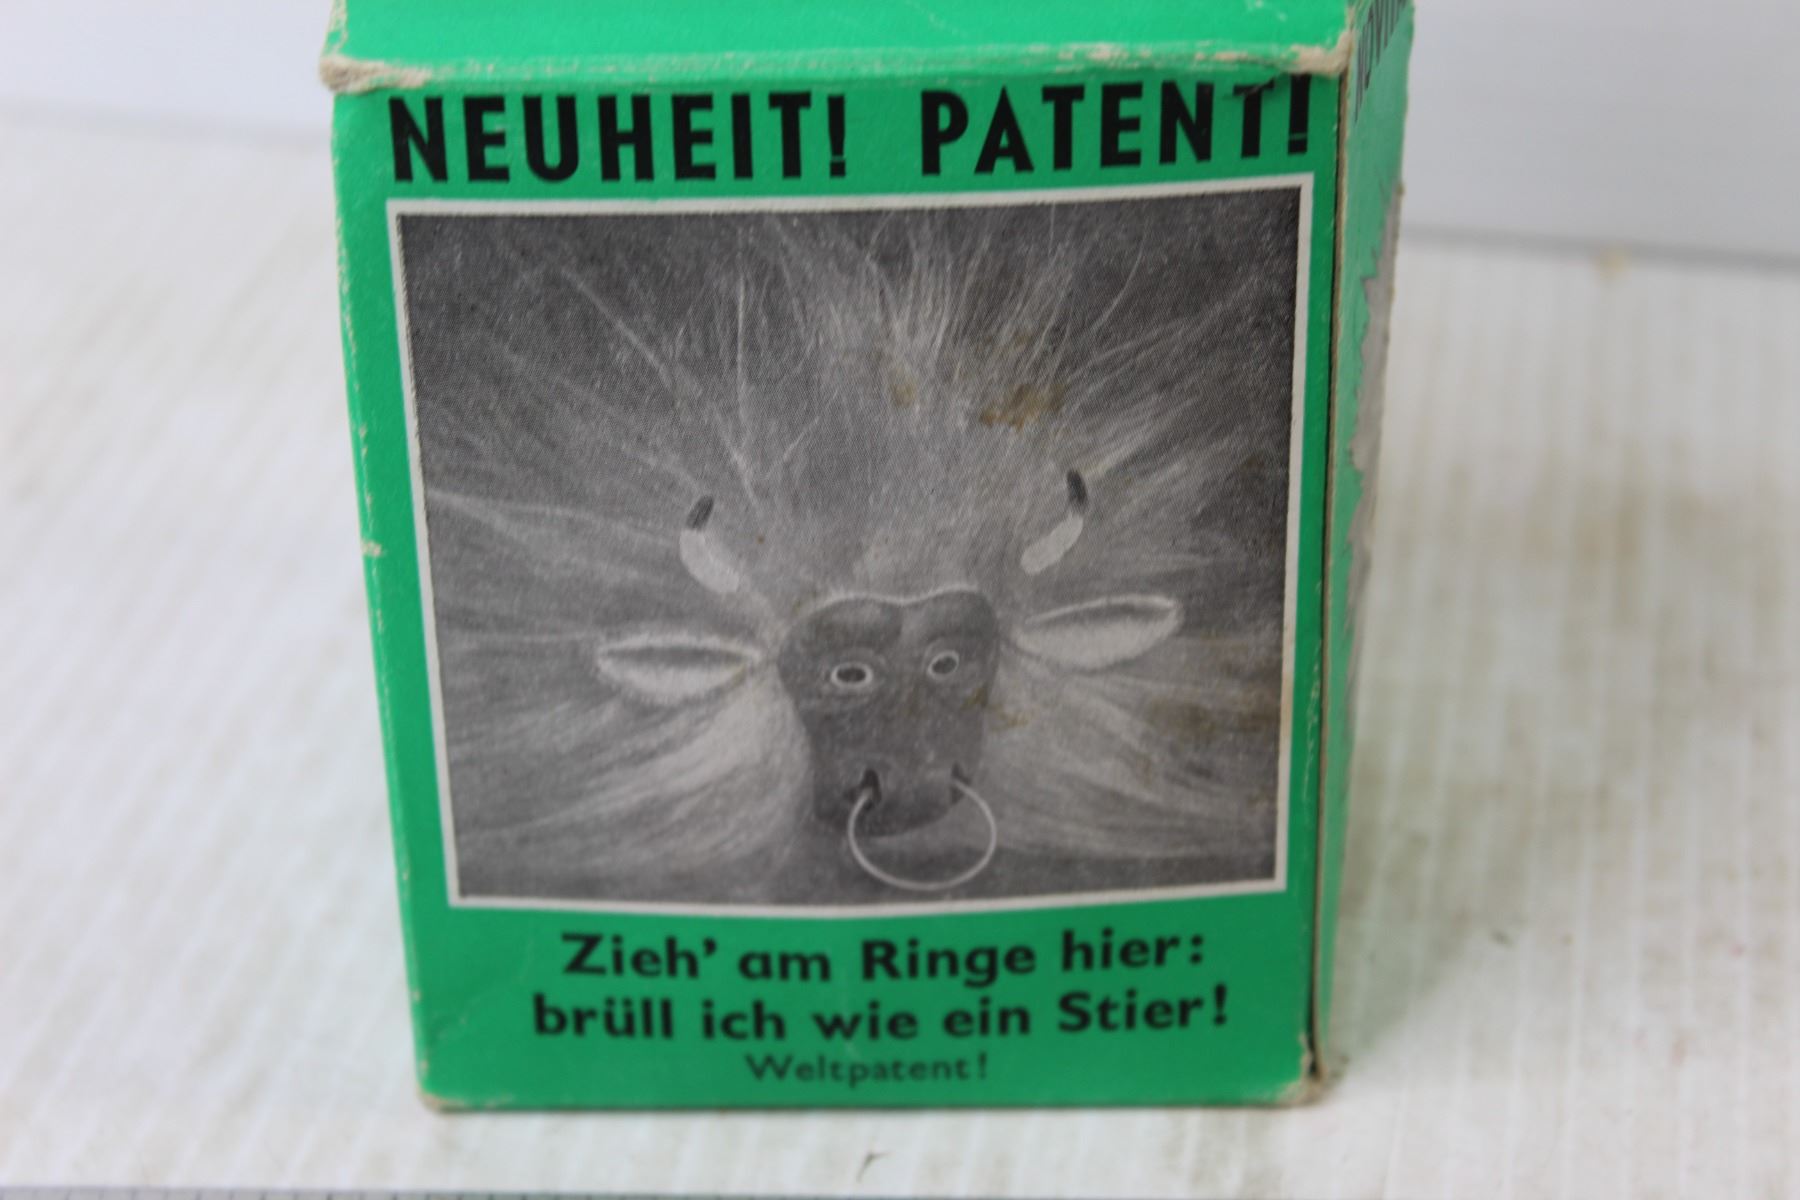 NEUHEIT! PATENT!
Zieh' am Ringe hier:
brüll ich wie ein Stier!
Weltpatent!